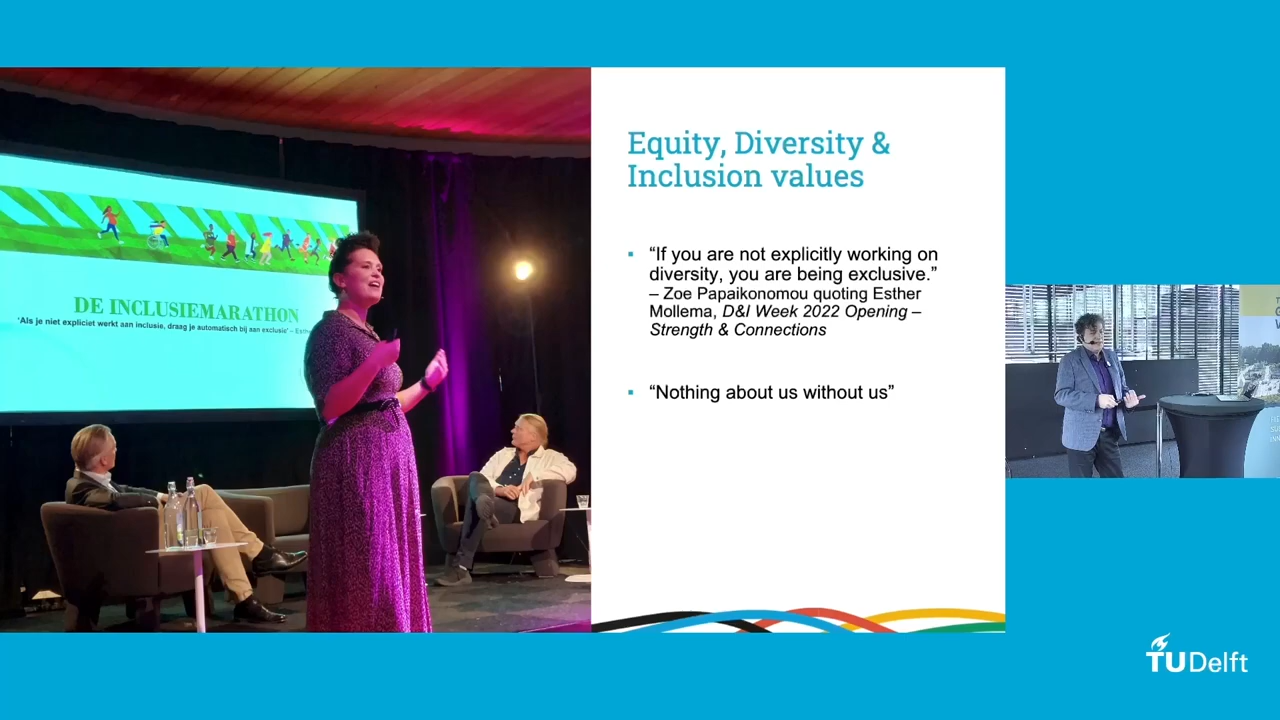 DE INCLUSIEMARATHON
'Als je niet expliciet werkt aan inclusie, draag je automatisch bij aan exclusie' –
Equity, Diversity &
Inclusion values
▪ “If you are not explicitly working on
diversity, you are being exclusive.”
– Zoe Papaikonomou quoting Esther
Mollema, D&I Week 2022 Opening –
Strength & Connections
▪ “Nothing about us without us”
TU Delft